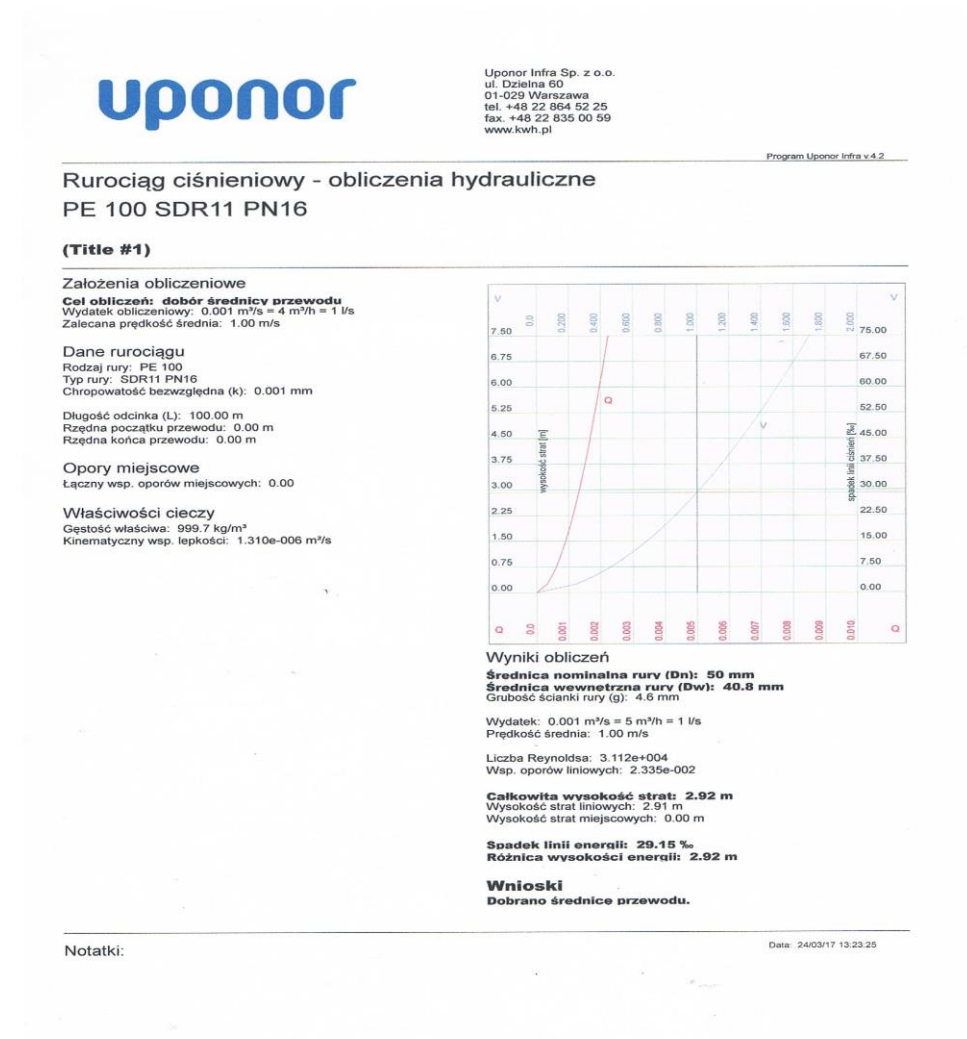 uponor
Uponor Infra Sp. z o.o.
ul. Dzielna 60
01-029 Warszawa
tel. +48 22 864 52 25
fax. +48 22 835 00 59
www.kwh.pl
Program Uponor Infra v.4.2
Rurociąg ciśnieniowy - obliczenia hydrauliczne
PE 100 SDR11 PN16
(Title #1)
Założenia obliczeniowe
Cel obliczeń: dobór średnicy przewodu
Wydatek obliczeniowy: 0.001 m³/s = 4 m³/h = 1 l/s
Zalecana prędkość średnia: 1.00 m/s
Dane rurociągu
Rodzaj rury: PE 100
Typ rury: SDR11 PN16
Chropowatość bezwzględna (k): 0.001 mm
Długość odcinka (L): 100.00 m
Rzędna początku przewodu: 0.00 m
Rzędna końca przewodu: 0.00 m
Opory miejscowe
Łączny wsp. oporów miejscowych: 0.00
Właściwości cieczy
Gęstość właściwa: 999.7 kg/m³
Kinematyczny wsp. lepkości: 1.310e-006 m²/s
V 0.0 0.200 0.400 0.600 0.800 1.000 1.200 1.400 1.600 1.800 2.000 V
7.50 75.00
6.75 67.50
6.00 60.00
5.25 52.50
4.50 45.00
3.75 37.50
3.00 30.00
2.25 22.50
1.50 15.00
0.75 7.50
0.00 0.00
wysokość strat [m]
Q
V
spadek linii ciśnień [‰]
Q 0.0 0.001 0.002 0.003 0.004 0.005 0.006 0.007 0.008 0.009 0.010 Q
Wyniki obliczeń
Średnica nominalna rury (Dn): 50 mm
Średnica wewnetrzna rury (Dw): 40.8 mm
Grubość ścianki rury (g): 4.6 mm
Wydatek: 0.001 m³/s = 5 m³/h = 1 l/s
Prędkość średnia: 1.00 m/s
Liczba Reynoldsa: 3.112e+004
Wsp. oporów liniowych: 2.335e-002
Całkowita wysokość strat: 2.92 m
Wysokość strat liniowych: 2.91 m
Wysokość strat miejscowych: 0.00 m
Spadek linii energii: 29.15 ‰
Różnica wysokości energii: 2.92 m
Wnioski
Dobrano średnice przewodu.
Notatki:
Data: 24/03/17 13:23:25